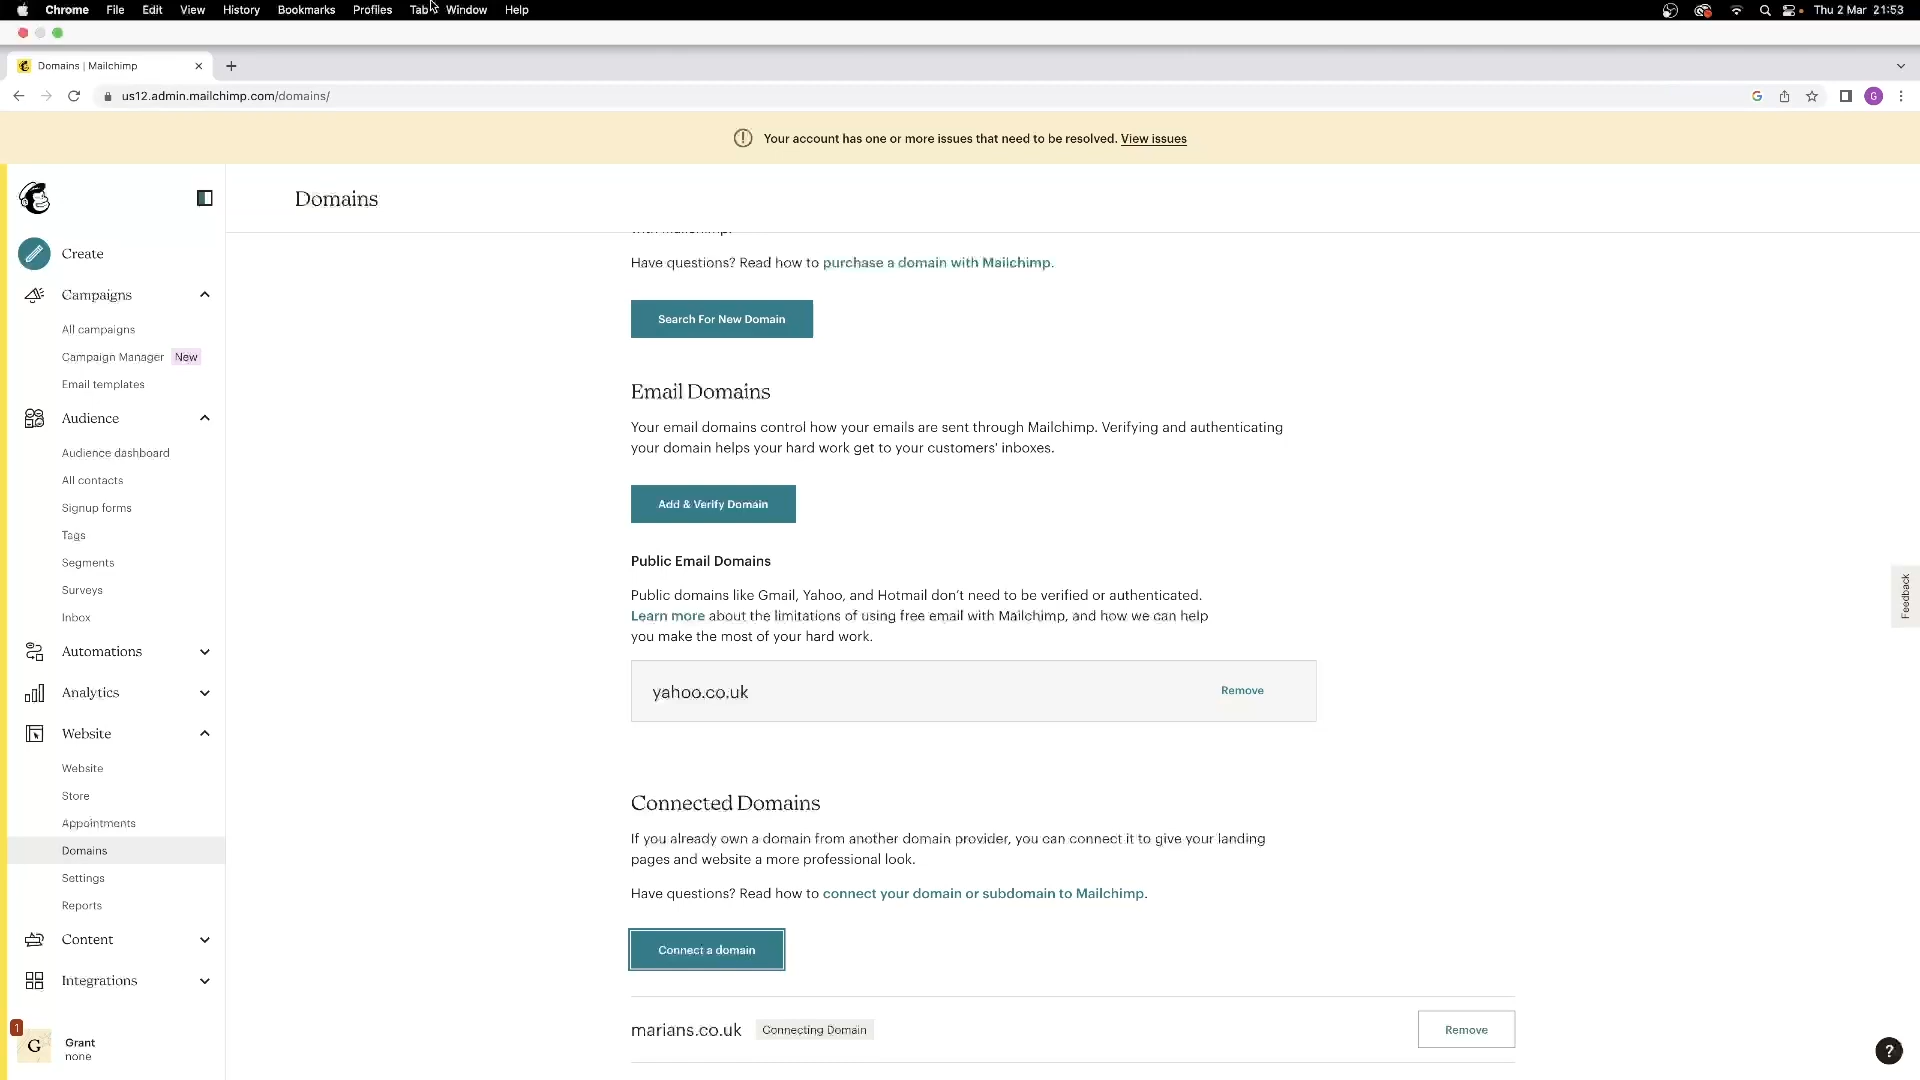 Chrome File Edit View History Bookmarks Profiles Tab Window Help Thu 2 Mar 21:53
Domains | Mailchimp
us12.admin.mailchimp.com/domains/ G G
Your account has one or more issues that need to be resolved. View issues
Domains
Create
Campaigns
All campaigns
Campaign Manager New
Email templates
Audience
Audience dashboard
All contacts
Signup forms
Tags
Segments
Surveys
Inbox
Automations
Analytics
Website
Website
Store
Appointments
Domains
Settings
Reports
Content
Integrations
1
G
Grant
none
Have questions? Read how to purchase a domain with Mailchimp.
Search For New Domain
Email Domains
Your email domains control how your emails are sent through Mailchimp. Verifying and authenticating
your domain helps your hard work get to your customers' inboxes.
Add & Verify Domain
Public Email Domains
Public domains like Gmail, Yahoo, and Hotmail don't need to be verified or authenticated.
Learn more about the limitations of using free email with Mailchimp, and how we can help
you make the most of your hard work.
yahoo.co.uk Remove
Connected Domains
If you already own a domain from another domain provider, you can connect it to give your landing
pages and website a more professional look.
Have questions? Read how to connect your domain or subdomain to Mailchimp.
Connect a domain
marians.co.uk Connecting Domain Remove
Feedback
?